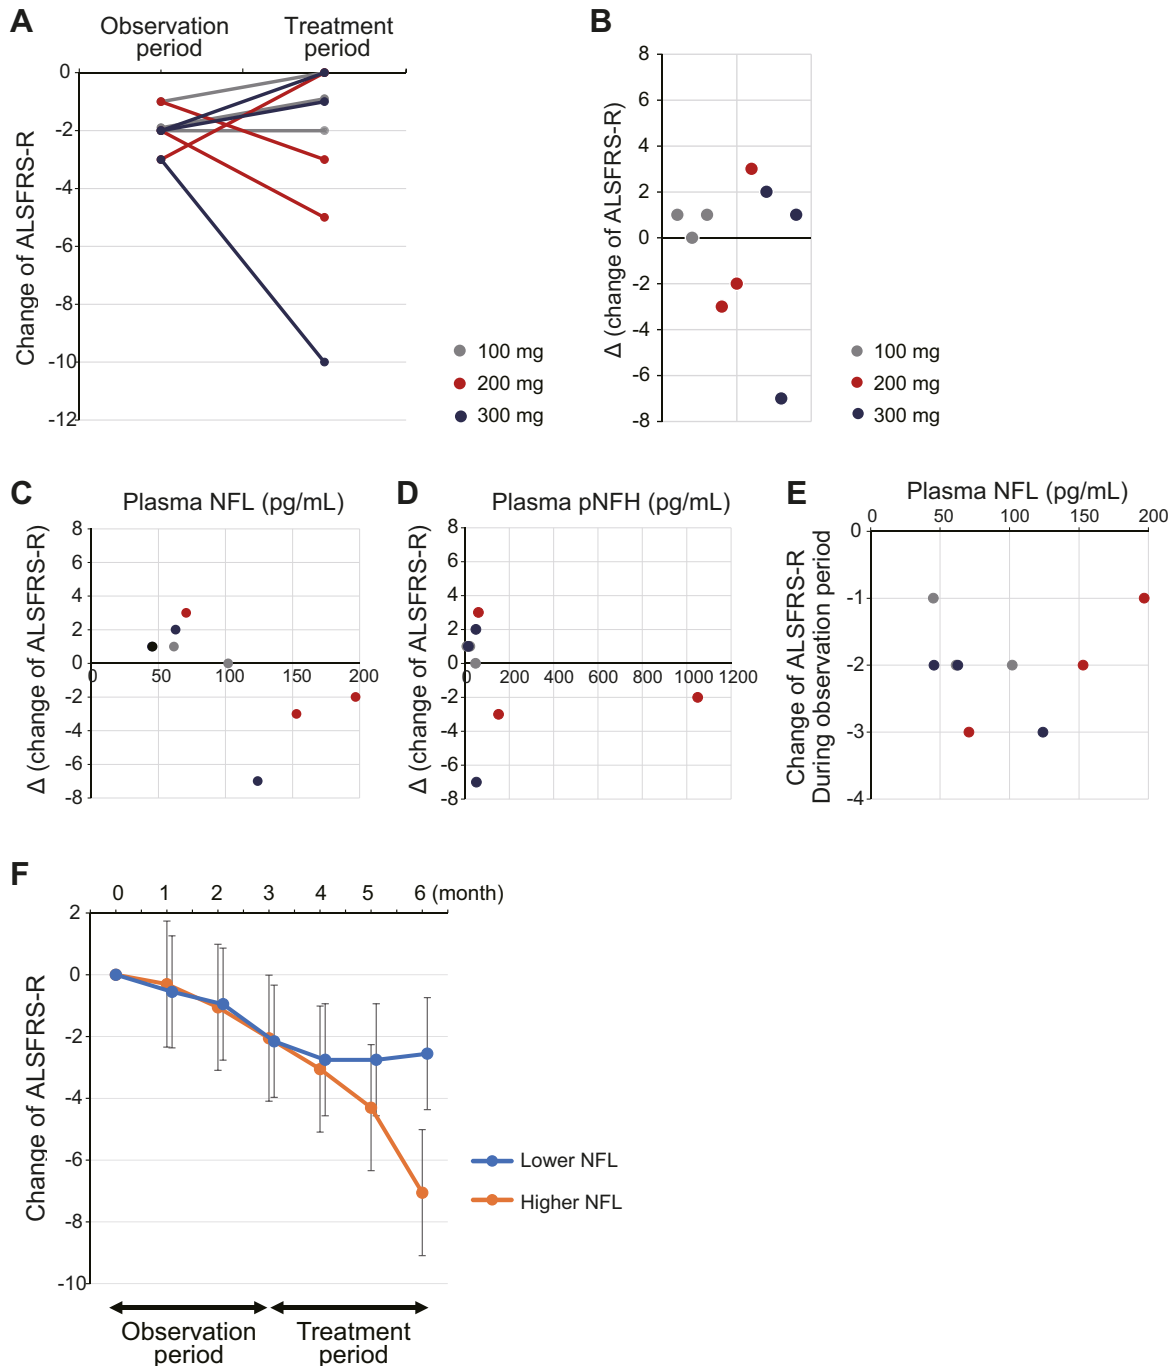 A
Observation
period
Treatment
period
0
-2
-4
-6
-8
-10
-12
Change of ALSFRS-R
100 mg
200 mg
300 mg
B
8
6
4
2
0
-2
-4
-6
-8
Δ (change of ALSFRS-R)
100 mg
200 mg
300 mg
C
Plasma NFL (pg/mL)
8
6
4
2
0
-2
-4
-6
-8
0 50 100 150 200
Δ (change of ALSFRS-R)
D
Plasma pNFH (pg/mL)
8
6
4
2
0
-2
-4
-6
-8
0 200 400 600 800 1000 1200
Δ (change of ALSFRS-R)
E
Plasma NFL (pg/mL)
0 50 100 150 200
0
-1
-2
-3
-4
Change of ALSFRS-R
During observation period
F
0 1 2 3 4 5 6 (month)
2
0
-2
-4
-6
-8
-10
Change of ALSFRS-R
Lower NFL
Higher NFL
Observation
period
Treatment
period